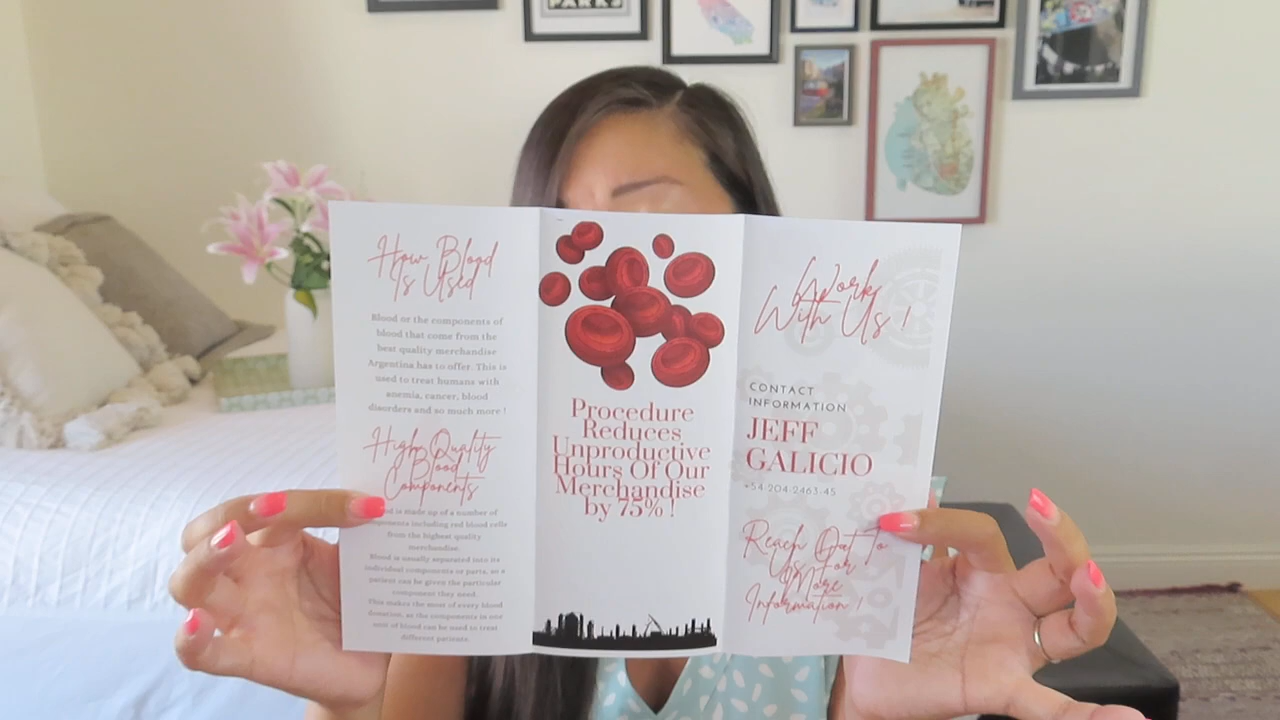 PARKS
How Blood
Is Used
Blood or the components of
blood that come from the
best quality merchandise
Argentina has to offer. This is
used to treat humans with
anemia, cancer, blood
disorders and so much more !
High Quality
Blood
Components
is made up of a number of
including red blood cells
from the highest quality
merchandise.
Blood is usually separated into its
individual components or parts, so a
patient can be given the particular
component they need.
This makes the most of every blood
donation, as the components in one
unit of blood can be used to treat
different patients.
Procedure
Reduces
Unproductive
Hours Of Our
Merchandise
by 75% !
Work
With Us !
CONTACT
INFORMATION
JEFF
GALICIO
+54-204-2463-45
Reach Out To
Us For
More
Information !